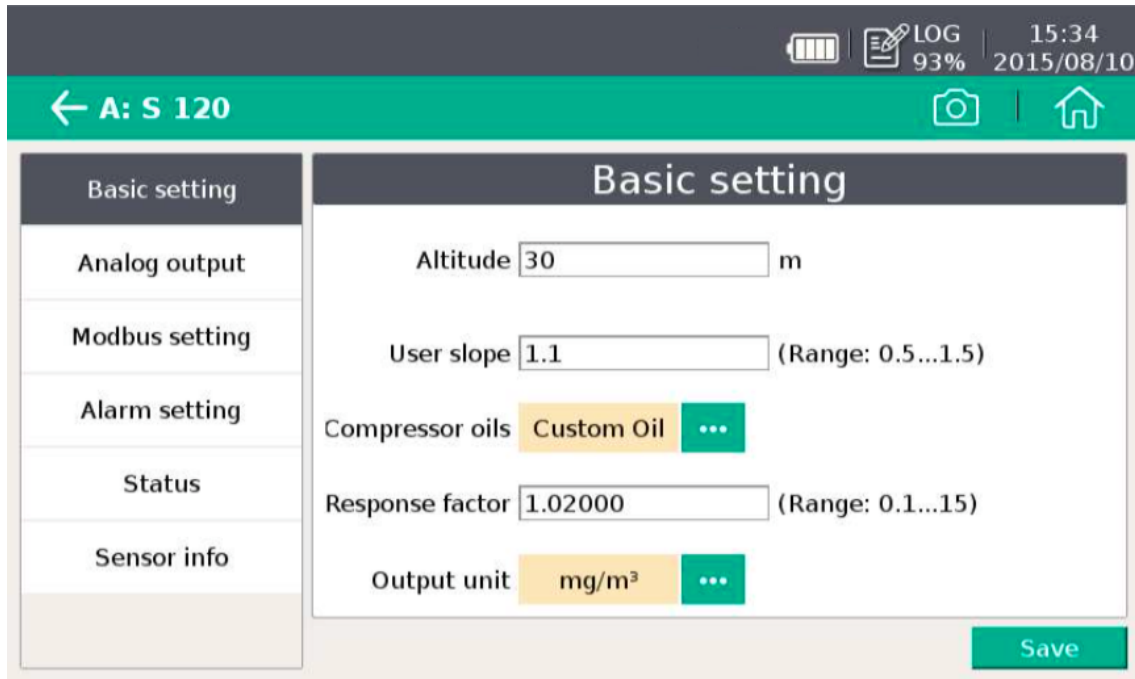 LOG 15:34
93% 2015/08/10
A: S 120
Basic setting
Analog output
Modbus setting
Alarm setting
Status
Sensor info
Basic setting
Altitude 30 m
User slope 1.1 (Range: 0.5...1.5)
Compressor oils Custom Oil ...
Response factor 1.02000 (Range: 0.1...15)
Output unit mg/m³ ...
Save